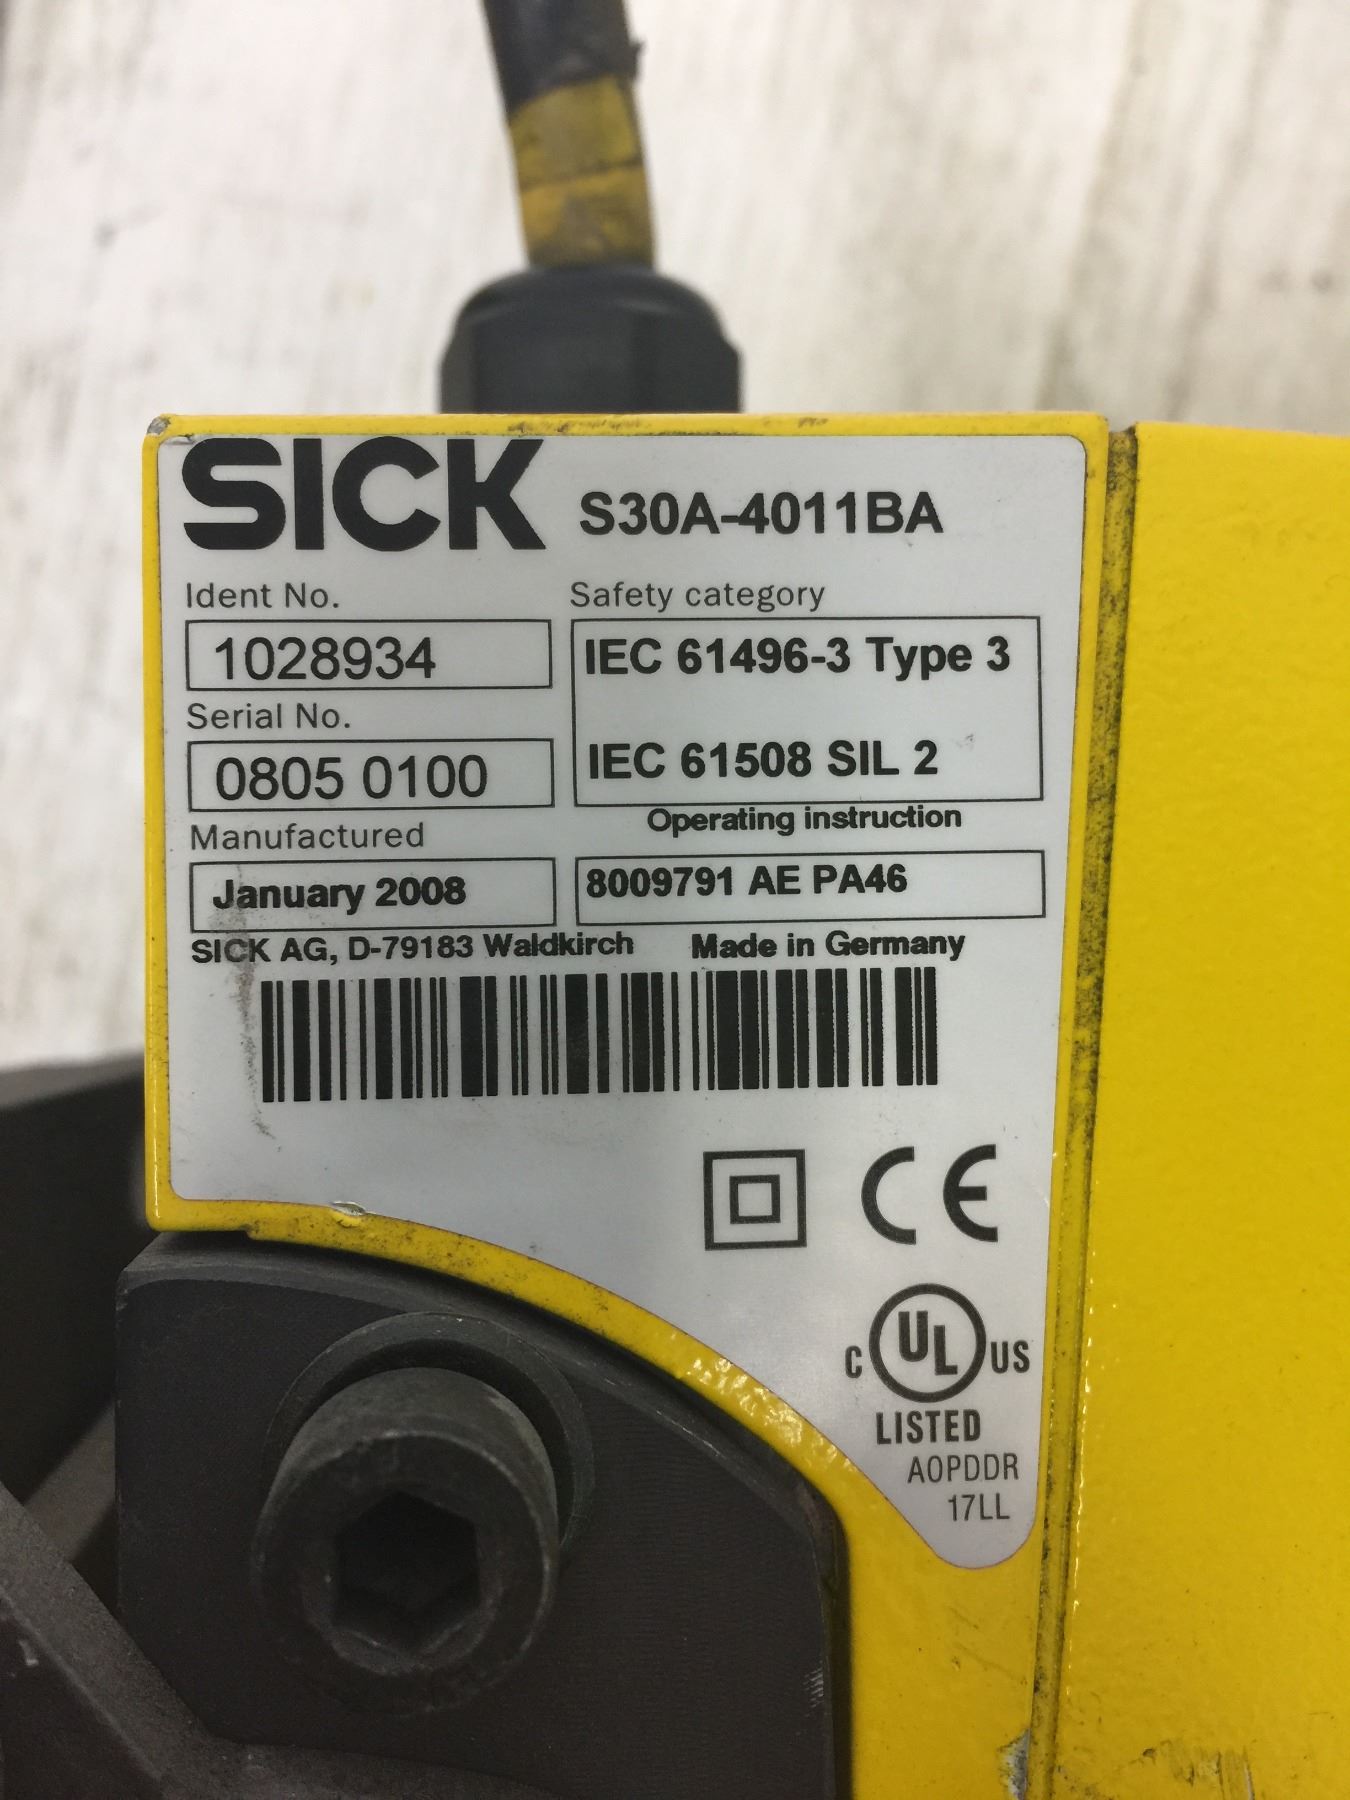 SICK S30A-4011BA
Ident No. Safety category
1028934 IEC 61496-3 Type 3
Serial No.
0805 0100 IEC 61508 SIL 2
Manufactured Operating instruction
January 2008 8009791 AE PA46
SICK AG, D-79183 Waldkirch Made in Germany
CE
C UL US
LISTED
AOPDDR
17LL